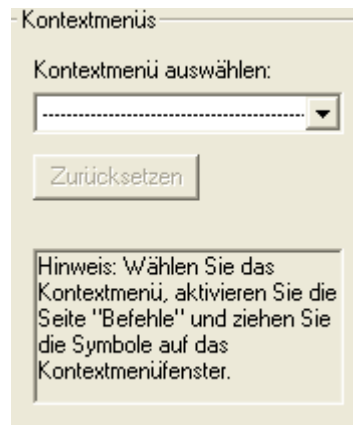 Kontextmenüs
Kontextmenü auswählen:
----------------------------------------
Zurücksetzen
Hinweis: Wählen Sie das
Kontextmenü, aktivieren Sie die
Seite "Befehle" und ziehen Sie
die Symbole auf das
Kontextmenüfenster.